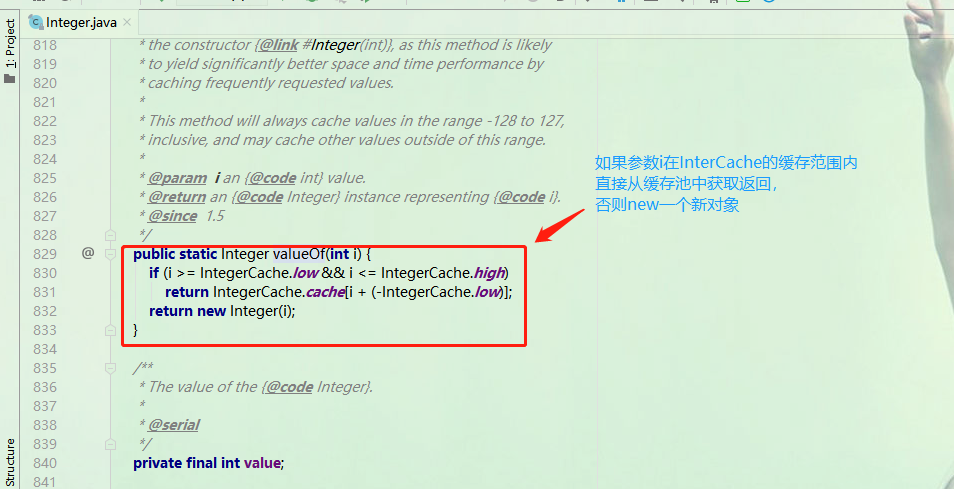 Integer.java
1: Project
818 * the constructor {@link #Integer(int)}, as this method is likely
819 * to yield significantly better space and time performance by
820 * caching frequently requested values.
821 *
822 * This method will always cache values in the range -128 to 127,
823 * inclusive, and may cache other values outside of this range.
824 *
825 * @param i an {@code int} value.
826 * @return an {@code Integer} instance representing {@code i}.
827 * @since 1.5
828 */
829 @ public static Integer valueOf(int i) {
830 if (i >= IntegerCache.low && i <= IntegerCache.high)
831 return IntegerCache.cache[i + (-IntegerCache.low)];
832 return new Integer(i);
833 }
834
835 /**
836 * The value of the {@code Integer}.
837 *
838 * @serial
839 */
840 private final int value;
841
如果参数i在InterCache的缓存范围内
直接从缓存池中获取返回，
否则new一个新对象
Structure